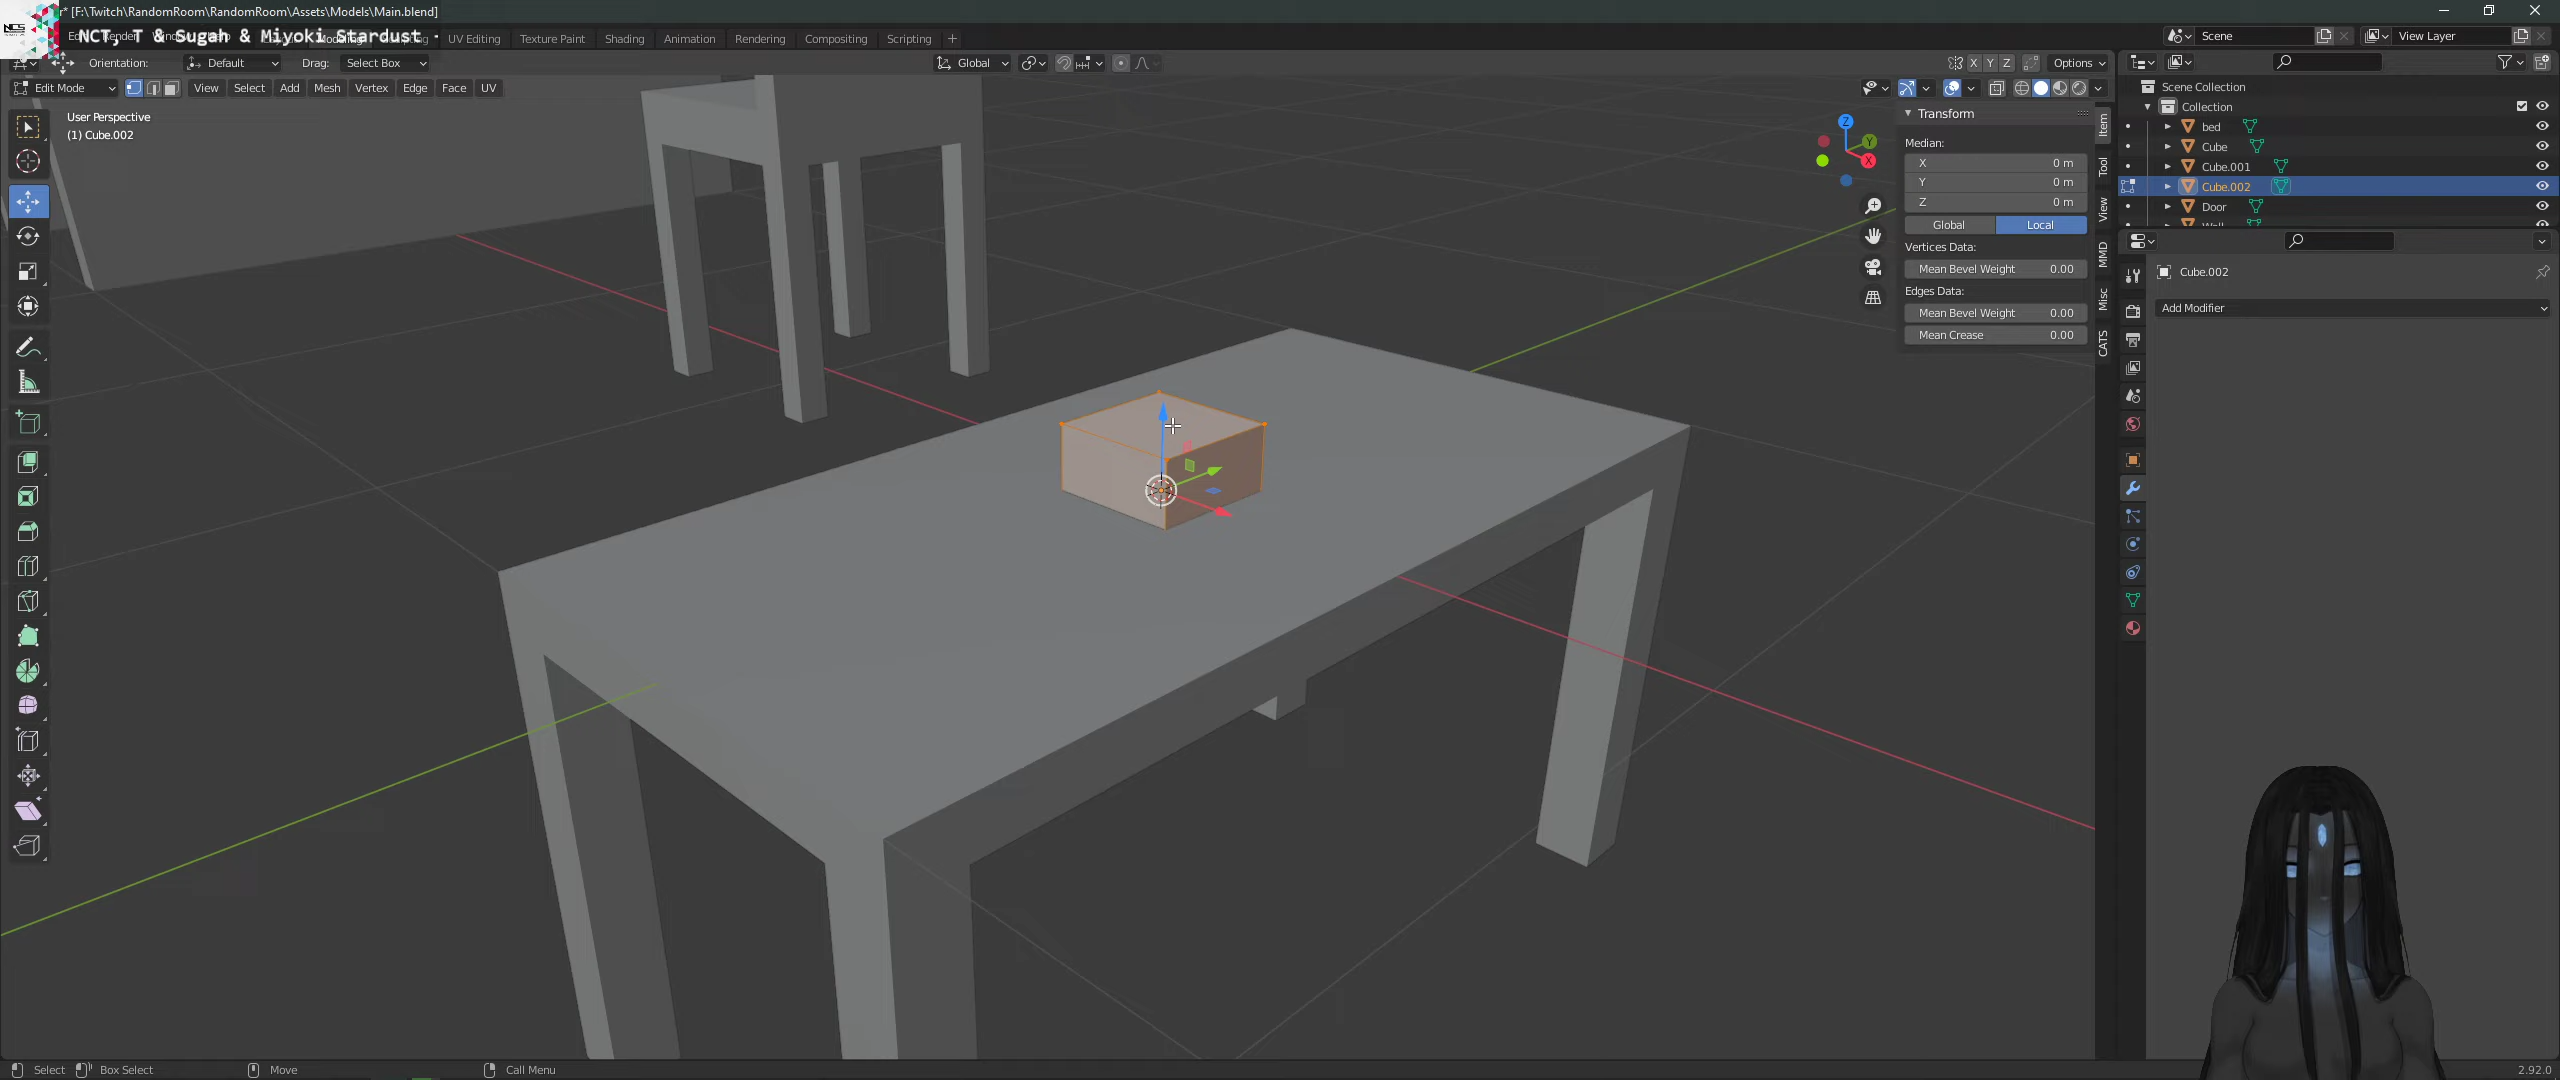 r* [F:\Twitch\RandomRoom\RandomRoom\Assets\Models\Main.blend]
NCT, T & Sugah & Miyoki Stardust -
UV Editing Texture Paint Shading Animation Rendering Compositing Scripting +
Scene View Layer
Orientation: Default Drag: Select Box Global X Y Z Options
Edit Mode View Select Add Mesh Vertex Edge Face UV
User Perspective
(1) Cube.002
Z
Y
X
Transform
Median:
X 0 m
Y 0 m
Z 0 m
Global Local
Vertices Data:
Mean Bevel Weight 0.00
Edges Data:
Mean Bevel Weight 0.00
Mean Crease 0.00
Item
Tool
View
MMD
Misc
CATS
Scene Collection
Collection
bed
Cube
Cube.001
Cube.002
Door
Cube.002
Add Modifier
Select Box Select Move Call Menu 2.92.0